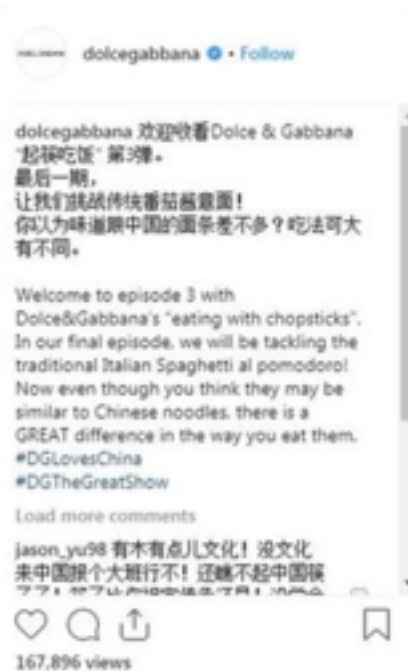 dolcegabbana • Follow
dolcegabbana 欢迎收看Dolce & Gabbana
"起筷吃饭" 第3弹。
最后一期，
让我们挑战传统番茄酱意面！
你以为味道跟中国的面条差不多？吃法可大
有不同。
Welcome to episode 3 with
Dolce&Gabbana's "eating with chopsticks".
In our final episode, we will be tackling the
traditional Italian Spaghetti al pomodoro!
Now even though you think they may be
similar to Chinese noodles, there is a
GREAT difference in the way you eat them.
#DGLovesChina
#DGTheGreatShow
Load more comments
jason_yu98 有木有点儿文化！没文化
来中国报个大班行不！还瞧不起中国筷
167,896 views